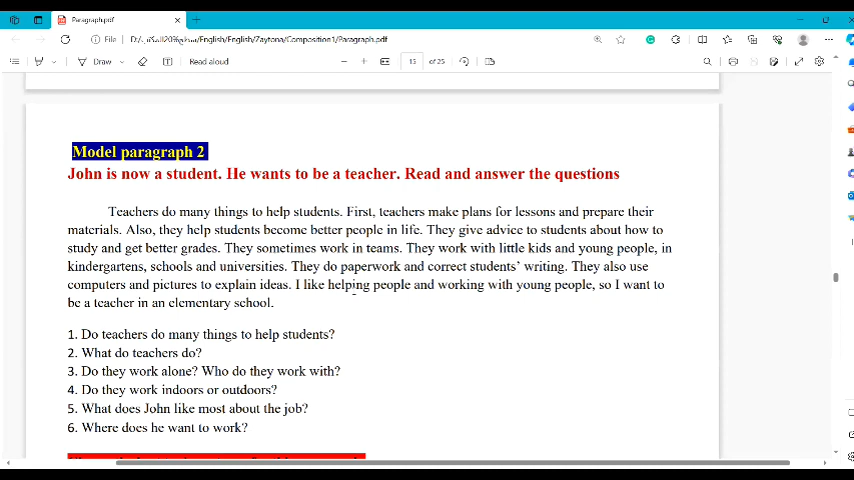 Paragraph.pdf
File
English/English/Zaytona/Composition1/Paragraph.pdf
Draw
Read aloud
15 of 25
Model paragraph 2
John is now a student. He wants to be a teacher. Read and answer the questions
Teachers do many things to help students. First, teachers make plans for lessons and prepare their
materials. Also, they help students become better people in life. They give advice to students about how to
study and get better grades. They sometimes work in teams. They work with little kids and young people, in
kindergartens, schools and universities. They do paperwork and correct students' writing. They also use
computers and pictures to explain ideas. I like helping people and working with young people, so I want to
be a teacher in an elementary school.
1. Do teachers do many things to help students?
2. What do teachers do?
3. Do they work alone? Who do they work with?
4. Do they work indoors or outdoors?
5. What does John like most about the job?
6. Where does he want to work?